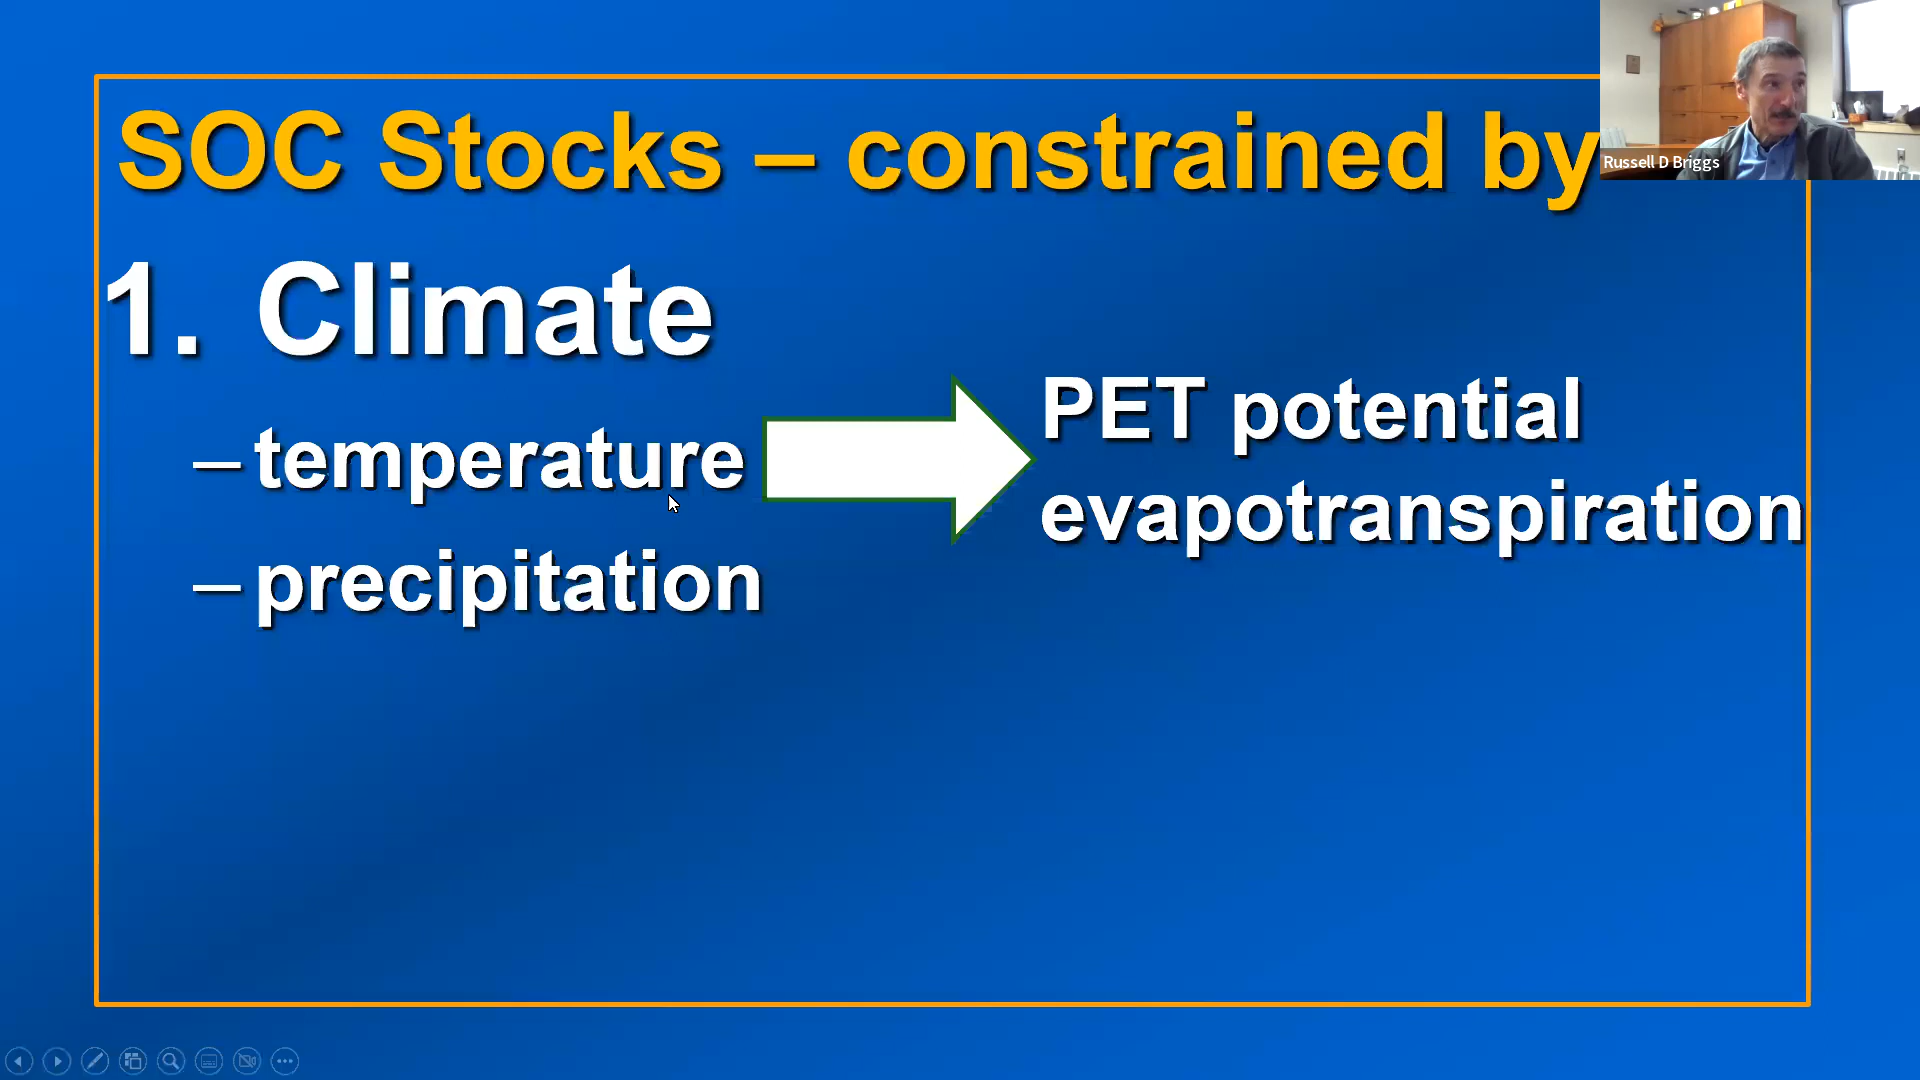 SOC Stocks – constrained by
Russell D Briggs
1. Climate
– temperature
PET potential
evapotranspiration
– precipitation